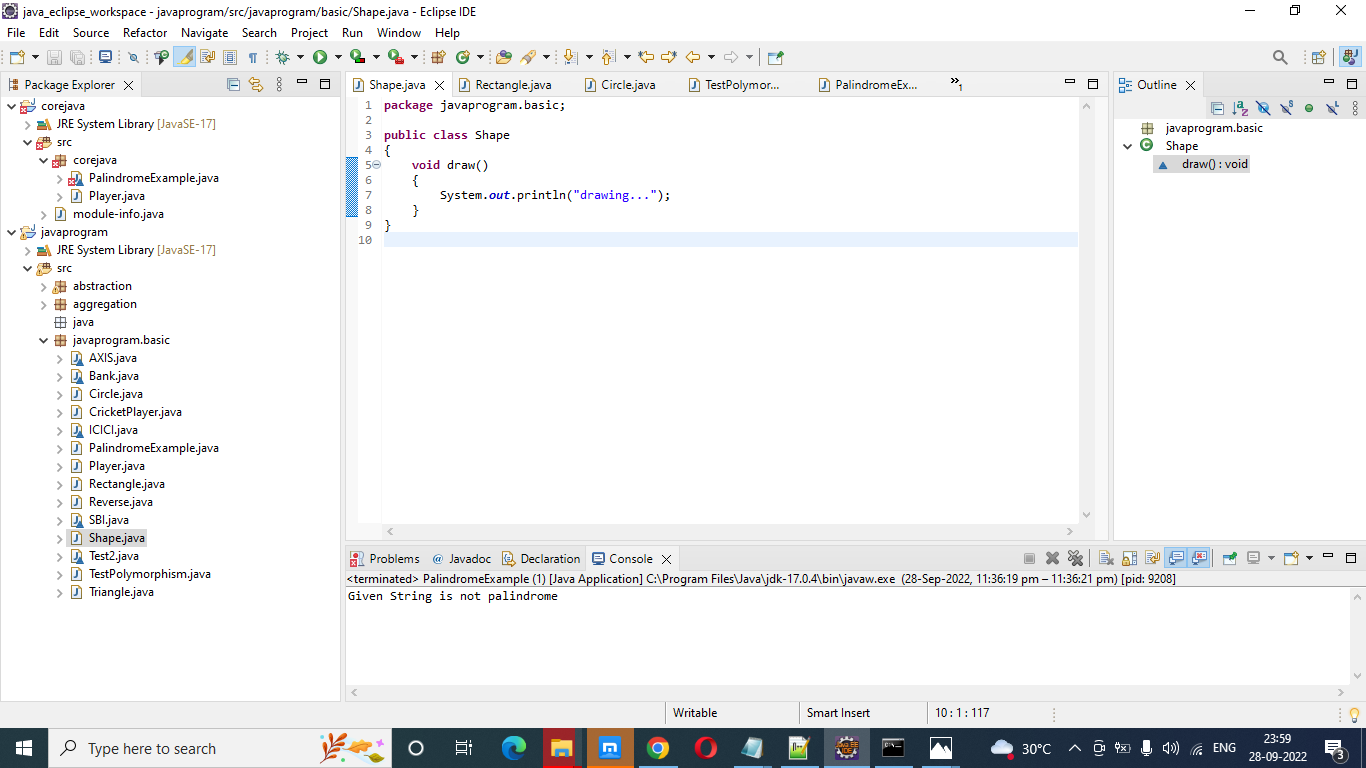 java_eclipse_workspace - javaprogram/src/javaprogram/basic/Shape.java - Eclipse IDE
File Edit Source Refactor Navigate Search Project Run Window Help
Package Explorer
corejava
JRE System Library [JavaSE-17]
src
corejava
PalindromeExample.java
Player.java
module-info.java
javaprogram
JRE System Library [JavaSE-17]
src
abstraction
aggregation
java
javaprogram.basic
AXIS.java
Bank.java
Circle.java
CricketPlayer.java
ICICI.java
PalindromeExample.java
Player.java
Rectangle.java
Reverse.java
SBI.java
Shape.java
Test2.java
TestPolymorphism.java
Triangle.java
Shape.java Rectangle.java Circle.java TestPolymor... PalindromeEx... »1
1 package javaprogram.basic;
2
3 public class Shape
4 {
5 void draw()
6 {
7 System.out.println("drawing...");
8 }
9 }
10
Outline
javaprogram.basic
Shape
draw() : void
Problems @ Javadoc Declaration Console
<terminated> PalindromeExample (1) [Java Application] C:\Program Files\Java\jdk-17.0.4\bin\javaw.exe (28-Sep-2022, 11:36:19 pm – 11:36:21 pm) [pid: 9208]
Given String is not palindrome
Writable Smart Insert 10 : 1 : 117
Type here to search
30°C ENG 23:59
28-09-2022
3